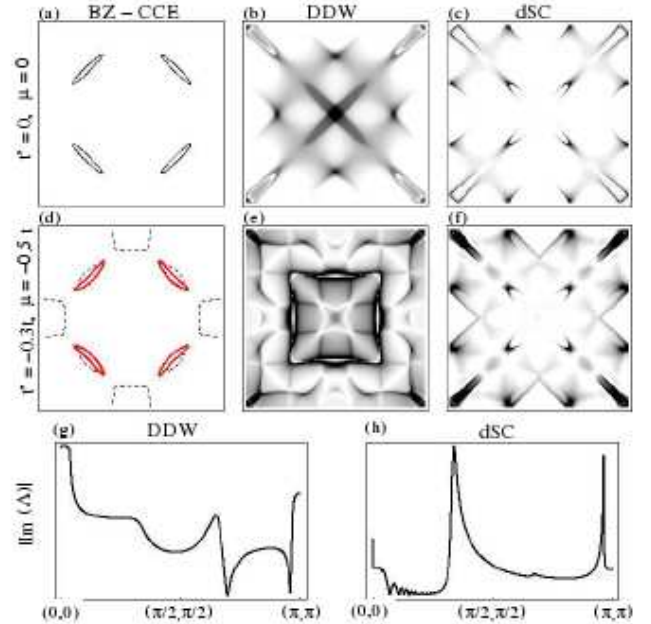 (a) BZ – CCE (b) DDW (c) dSC
t' = 0, μ = 0
(d) (e) (f)
t' = −0.3t, μ = −0.5 t
(g) DDW (h) dSC
|Im (Λ)|
(0,0) (π/2,π/2) (π,π) (0,0) (π/2,π/2) (π,π)